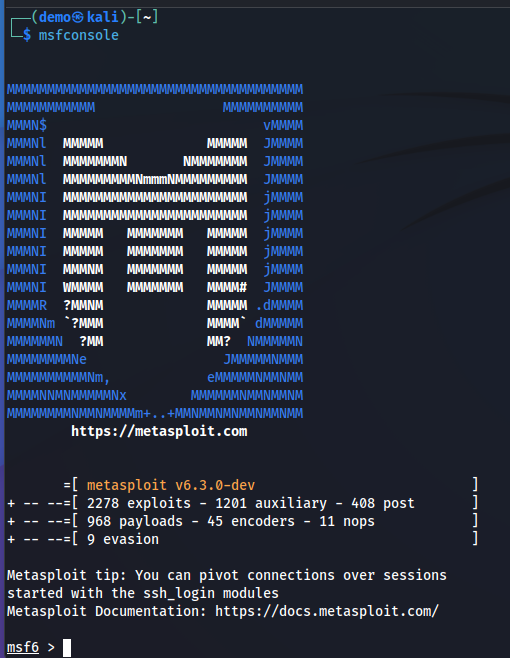 ┌──(demo㉿kali)-[~]
└─$ msfconsole
MMMMMMMMMMMMMMMMMMMMMMMMMMMMMMMMMMMMM
MMMMMMMMMMM                MMMMMMMMMM
MMMN$                           vMMMM
MMMNl  MMMMM             MMMMM  JMMMM
MMMNl  MMMMMMMN       NMMMMMMM  JMMMM
MMMNl  MMMMMMMMMNmmmNMMMMMMMMM  JMMMM
MMMNI  MMMMMMMMMMMMMMMMMMMMMMM  jMMMM
MMMNI  MMMMMMMMMMMMMMMMMMMMMMM  jMMMM
MMMNI  MMMMM   MMMMMMM   MMMMM  jMMMM
MMMNI  MMMMM   MMMMMMM   MMMMM  jMMMM
MMMNI  MMMNM   MMMMMMM   MMMMM  jMMMM
MMMNI  WMMMM   MMMMMMM   MMMM#  JMMMM
MMMMR  ?MMNM             MMMMM .dMMMM
MMMMNm `?MMM             MMMM` dMMMMM
MMMMMMN  ?MM             MM?  NMMMMMN
MMMMMMMMNe                 JMMMMMNMMM
MMMMMMMMMMNm,            eMMMMMNMMNMM
MMMMNNMNMMMMMNx        MMMMMMNMMNMMNM
MMMMMMMMNMMNMMMMm+..+MMNMMNMNMMNMMNMM
https://metasploit.com
=[ metasploit v6.3.0-dev                           ]
+ -- --=[ 2278 exploits - 1201 auxiliary - 408 post       ]
+ -- --=[ 968 payloads - 45 encoders - 11 nops            ]
+ -- --=[ 9 evasion                                       ]
Metasploit tip: You can pivot connections over sessions
started with the ssh_login modules
Metasploit Documentation: https://docs.metasploit.com/
msf6 >